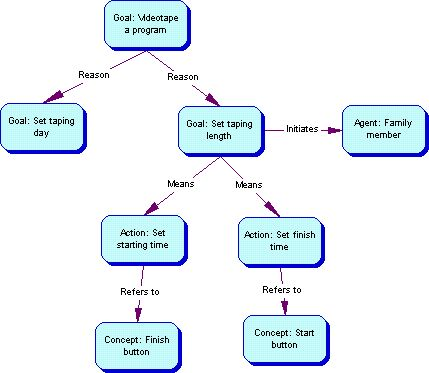 Goal: Videotape
a program
Reason
Reason
Goal: Set taping
day
Goal: Set taping
length
Initiates
Agent: Family
member
Means
Means
Action: Set
starting time
Action: Set finish
time
Refers to
Refers to
Concept: Finish
button
Concept: Start
button